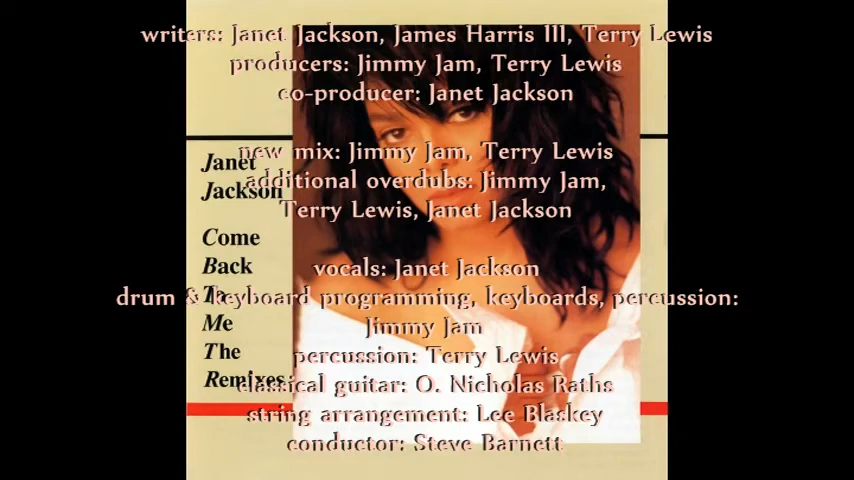 writers: Janet Jackson, James Harris III, Terry Lewis
producers: Jimmy Jam, Terry Lewis
co-producer: Janet Jackson
new mix: Jimmy Jam, Terry Lewis
additional overdubs: Jimmy Jam,
Terry Lewis, Janet Jackson
vocals: Janet Jackson
drum & keyboard programming, keyboards, percussion:
Jimmy Jam
percussion: Terry Lewis
classical guitar: O. Nicholas Raths
string arrangement: Lee Blaskey
conductor: Steve Barnett
Janet
Jackson
Come
Back
To
Me
The
Remixes